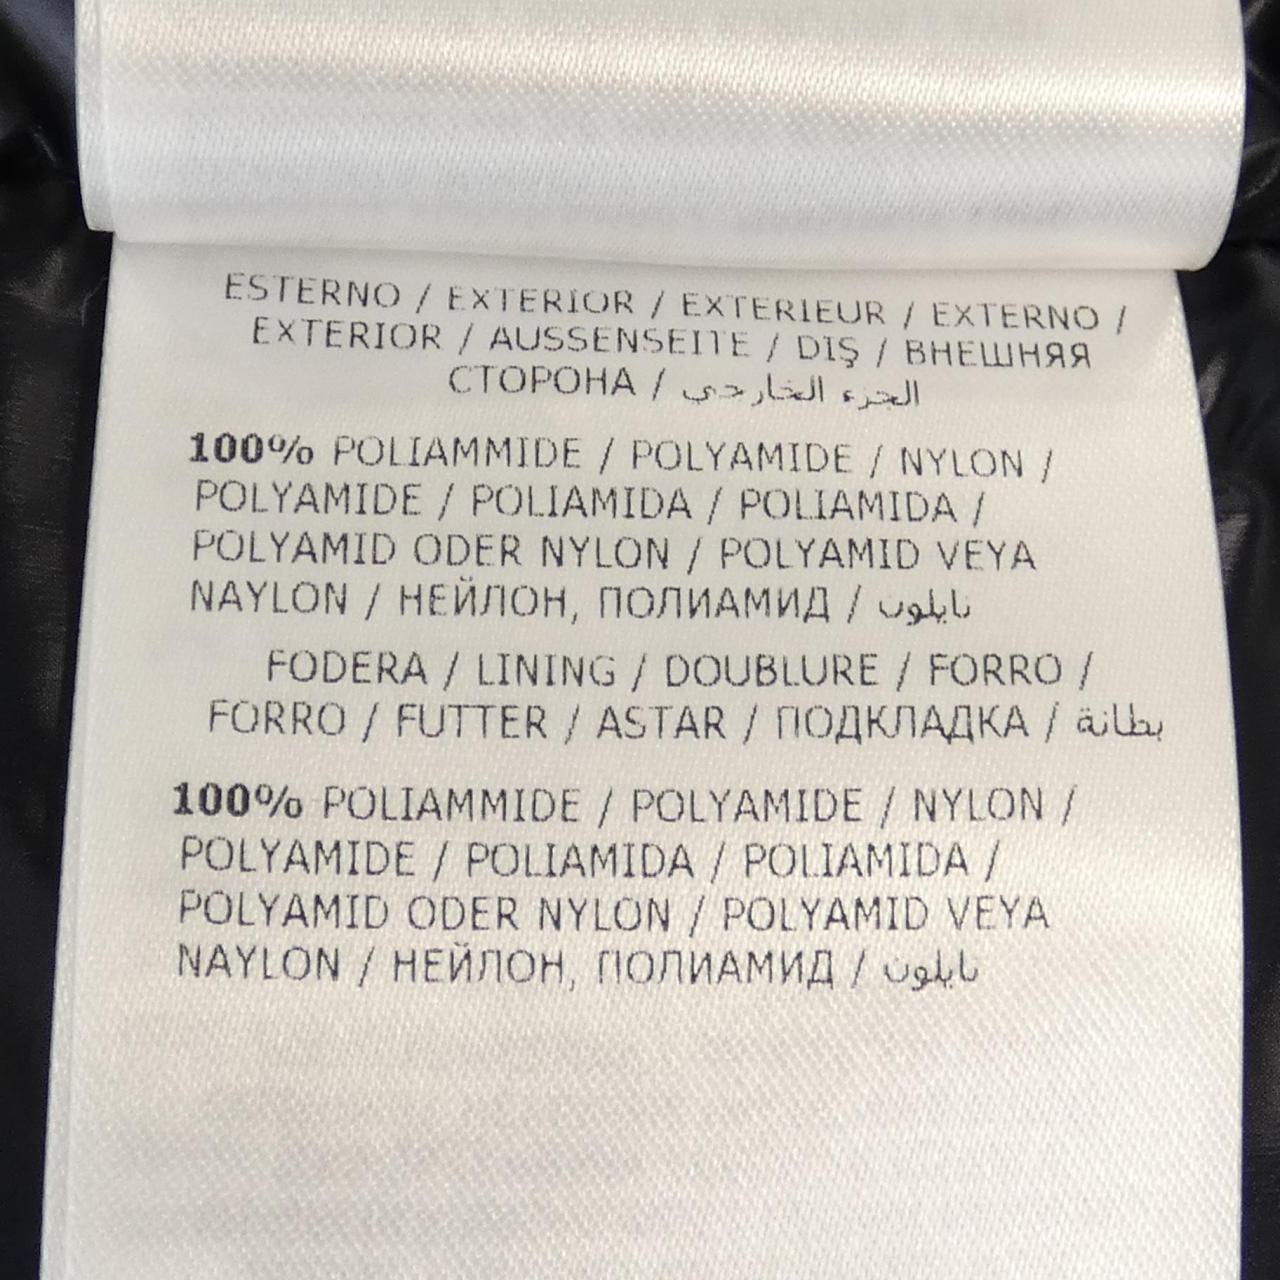 ESTERNO / EXTERIOR / EXTERIEUR / EXTERNO /
EXTERIOR / AUSSENSEITE / DIŞ / ВНЕШНЯЯ
СТОРОНА / الجزء الخارجي
100% POLIAMMIDE / POLYAMIDE / NYLON /
POLYAMIDE / POLIAMIDA / POLIAMIDA /
POLYAMID ODER NYLON / POLYAMID VEYA
NAYLON / НЕЙЛОН, ПОЛИАМИД / نايلون
FODERA / LINING / DOUBLURE / FORRO /
FORRO / FUTTER / ASTAR / ПОДКЛАДКА / بطانة
100% POLIAMMIDE / POLYAMIDE / NYLON /
POLYAMIDE / POLIAMIDA / POLIAMIDA /
POLYAMID ODER NYLON / POLYAMID VEYA
NAYLON / НЕЙЛОН, ПОЛИАМИД / نايلون